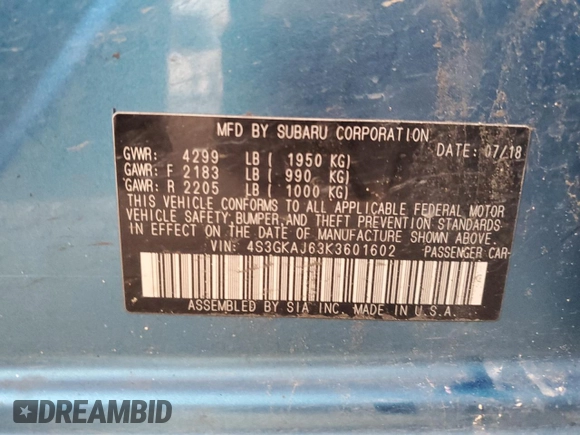 MFD BY SUBARU CORPORATION
DATE: 07/18
GVWR: 4299 LB ( 1950 KG)
GAWR: F 2183 LB ( 990 KG)
GAWR: R 2205 LB ( 1000 KG)
THIS VEHICLE CONFORMS TO ALL APPLICABLE FEDERAL MOTOR
VEHICLE SAFETY, BUMPER, AND THEFT PREVENTION STANDARDS
IN EFFECT ON THE DATE OF MANUFACTURE SHOWN ABOVE.
VIN: 4S3GKAJ63K3601602 PASSENGER CAR
ASSEMBLED BY SIA INC. MADE IN U.S.A.
DREAMBID